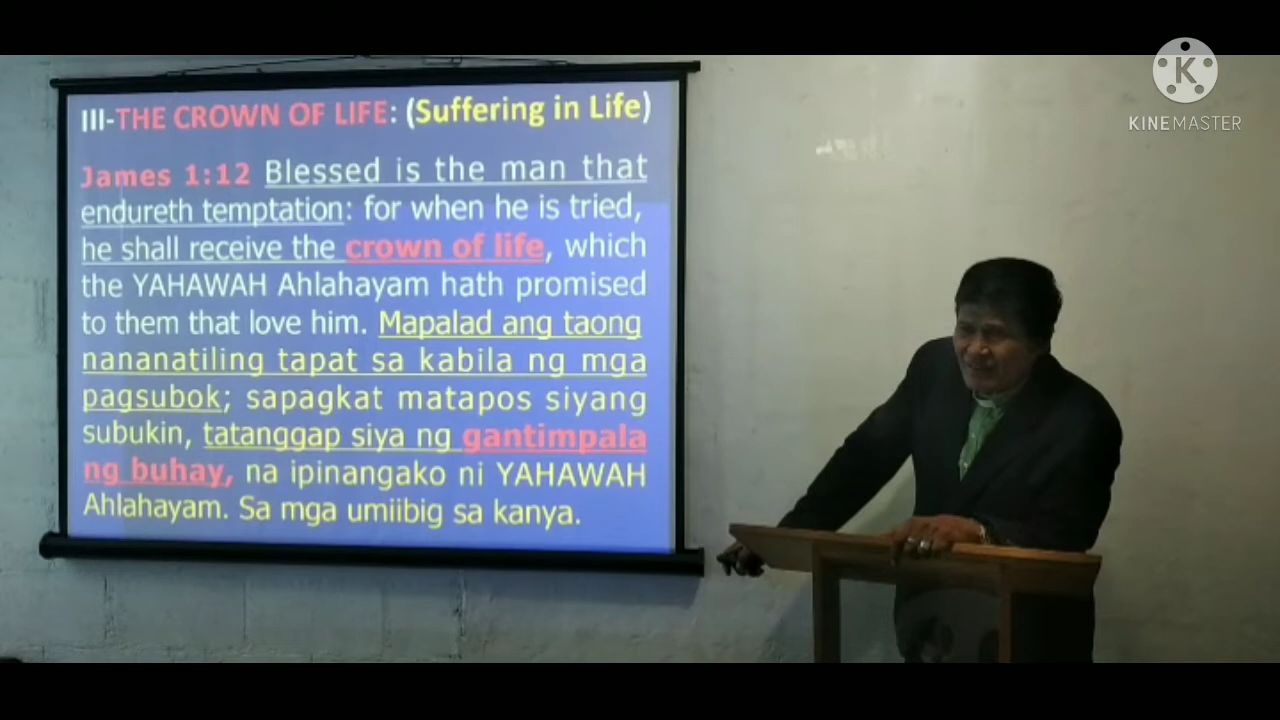 III-THE CROWN OF LIFE: (Suffering in Life)
James 1:12 Blessed is the man that
endureth temptation: for when he is tried,
he shall receive the crown of life, which
the YAHAWAH Ahlahayam hath promised
to them that love him. Mapalad ang taong
nananatiling tapat sa kabila ng mga
pagsubok; sapagkat matapos siyang
subukin, tatanggap siya ng gantimpala
ng buhay, na ipinangako ni YAHAWAH
Ahlahayam. Sa mga umiibig sa kanya.
K
KINEMASTER